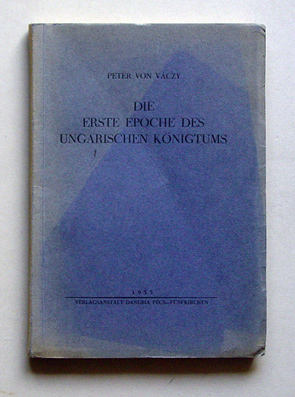 PETER VON VÁCZY
DIE
ERSTE EPOCHE DES
UNGARISCHEN KÖNIGTUMS
1935
VERLAGSANSTALT DANUBIA PÉCS–FÜNFKIRCHEN